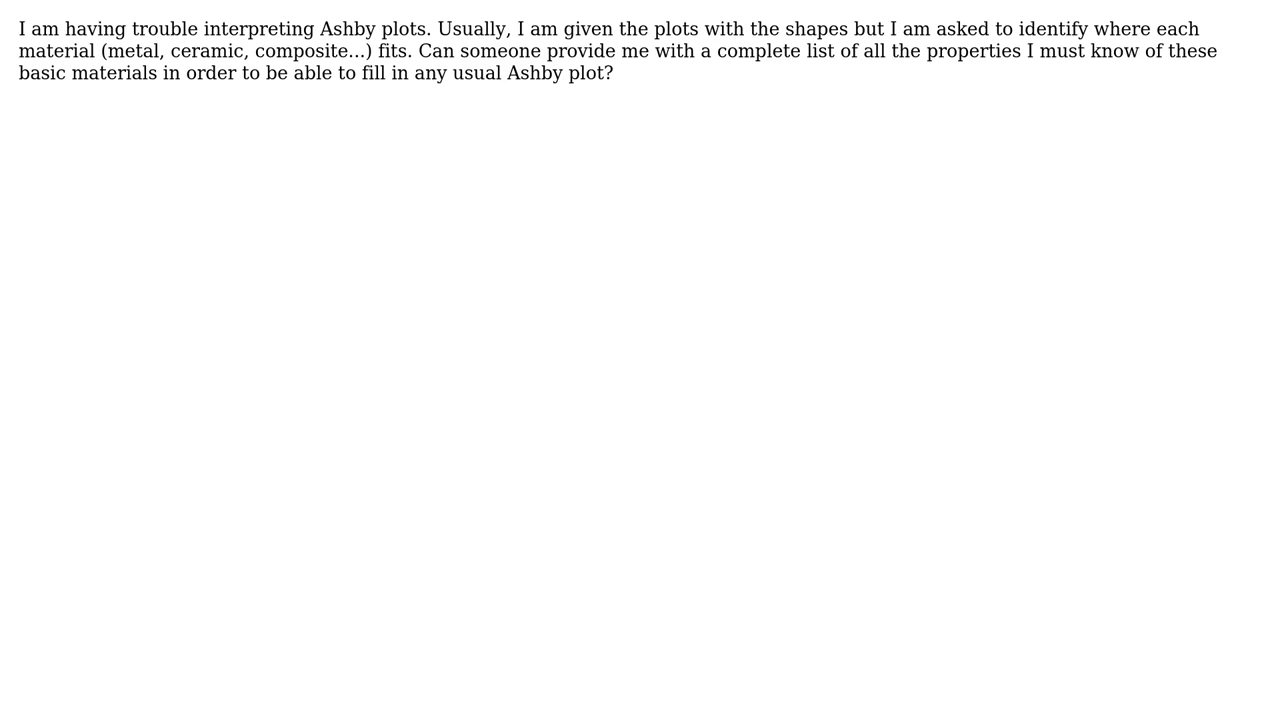 I am having trouble interpreting Ashby plots. Usually, I am given the plots with the shapes but I am asked to identify where each
material (metal, ceramic, composite...) fits. Can someone provide me with a complete list of all the properties I must know of these
basic materials in order to be able to fill in any usual Ashby plot?